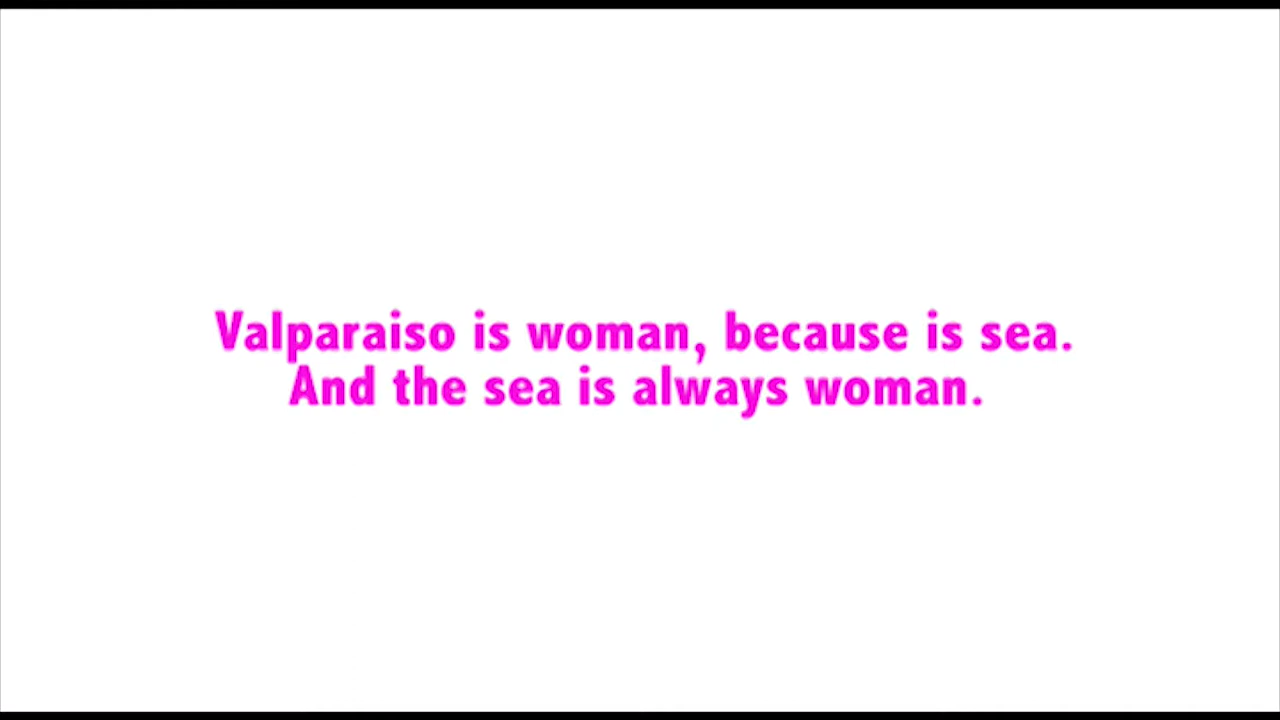 Valparaiso is woman, because is sea.
And the sea is always woman.